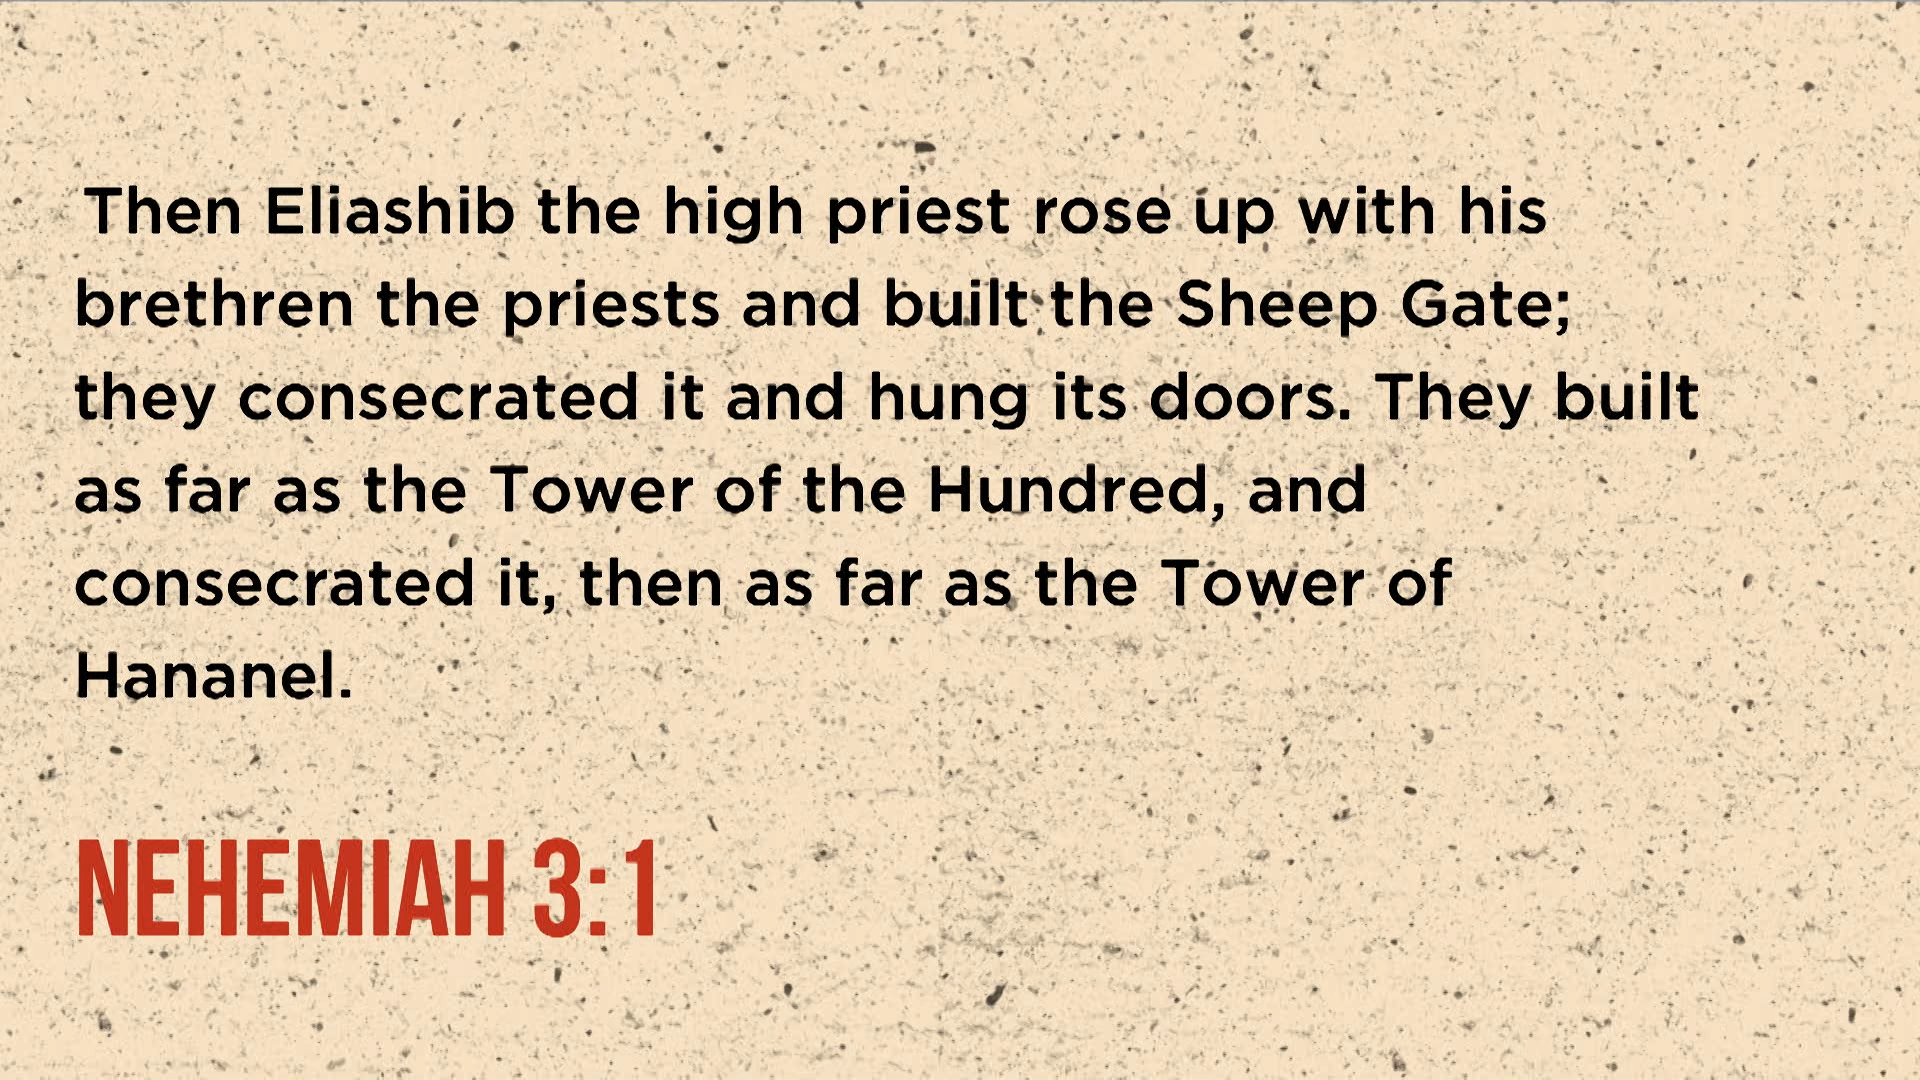 Then Eliashib the high priest rose up with his
brethren the priests and built the Sheep Gate;
they consecrated it and hung its doors. They built
as far as the Tower of the Hundred, and
consecrated it, then as far as the Tower of
Hananel.
NEHEMIAH 3:1